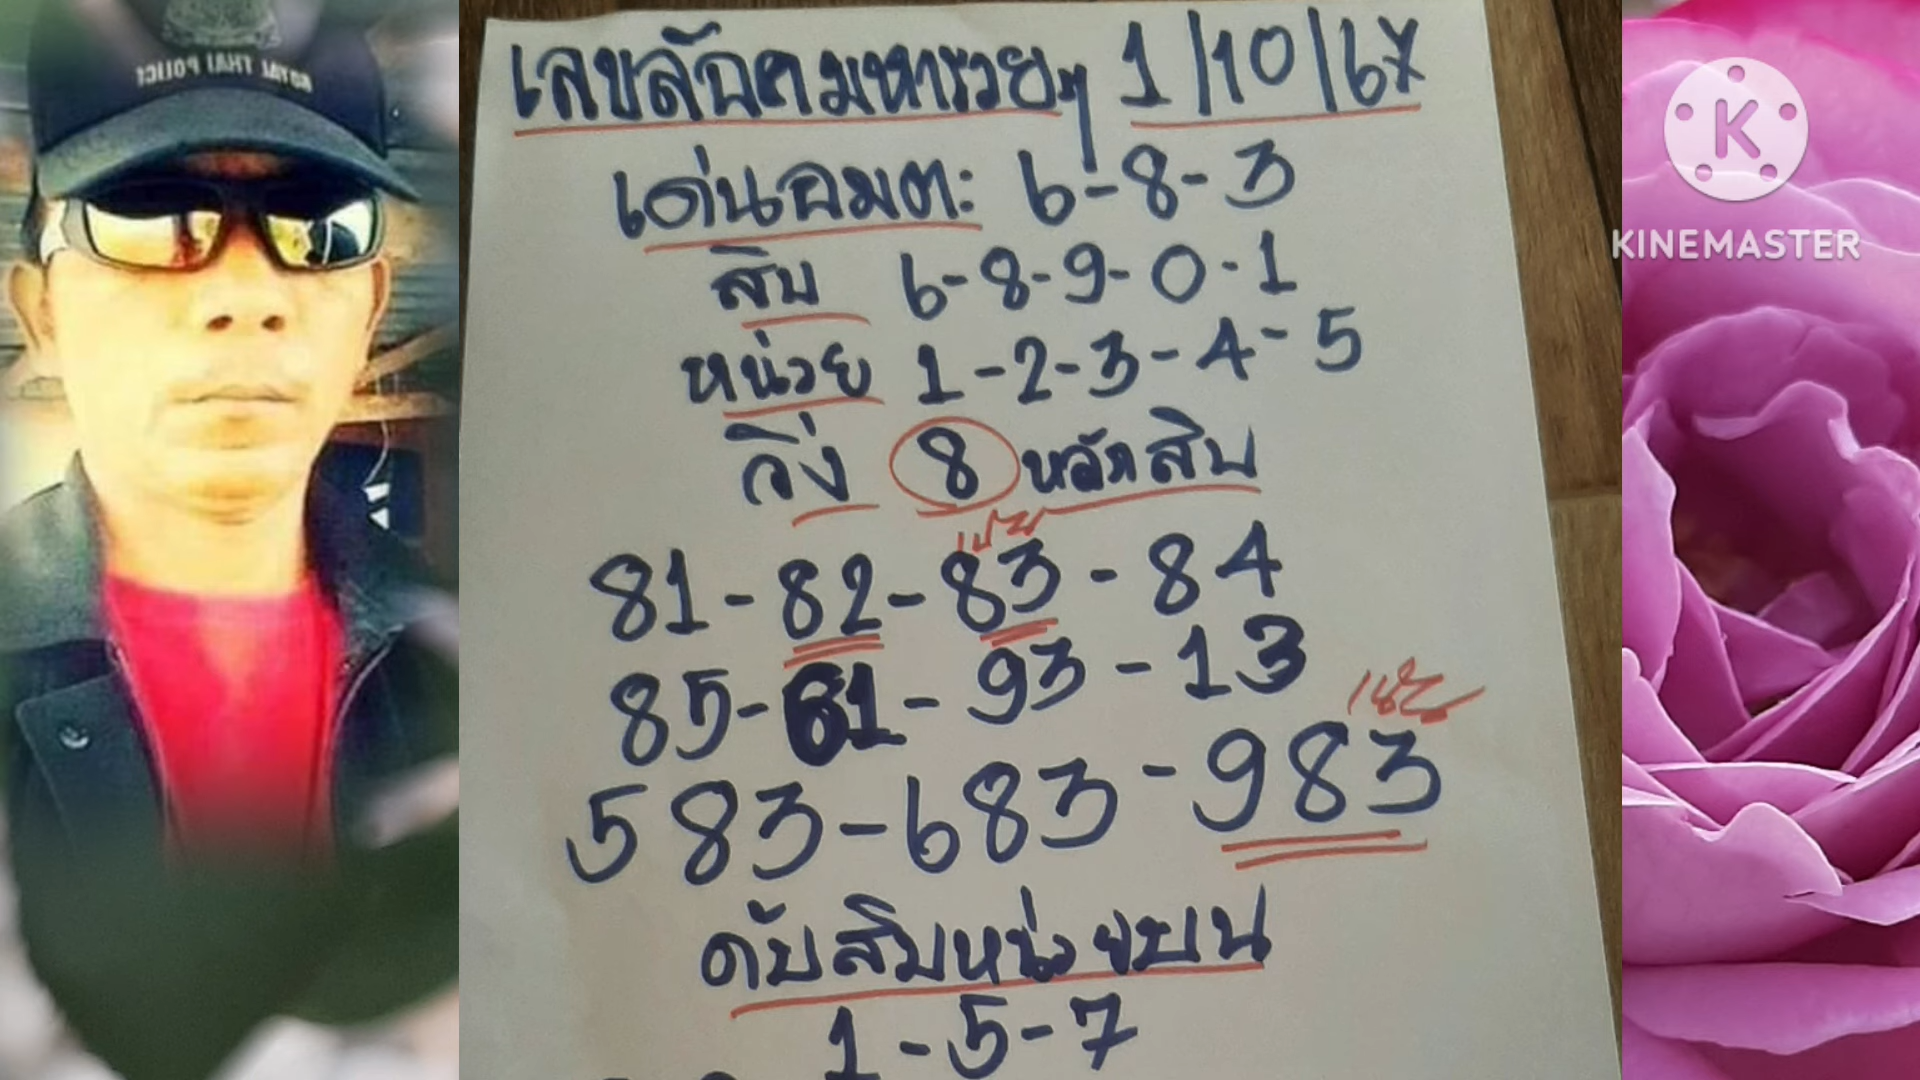 ROYAL THAI POLICE
เลขลัดคมหารวยๆ 1/10/67
เด่นอมตะ 6-8-3
สิบ 6-8-9-0-1
หน่วย 1-2-3-4-5
วิ่ง 8 หลักสิบ
81-82-83-84
85-61-93-13
583-683-983
ดับสิบหน่วยบน
1-5-7
K
KINEMASTER